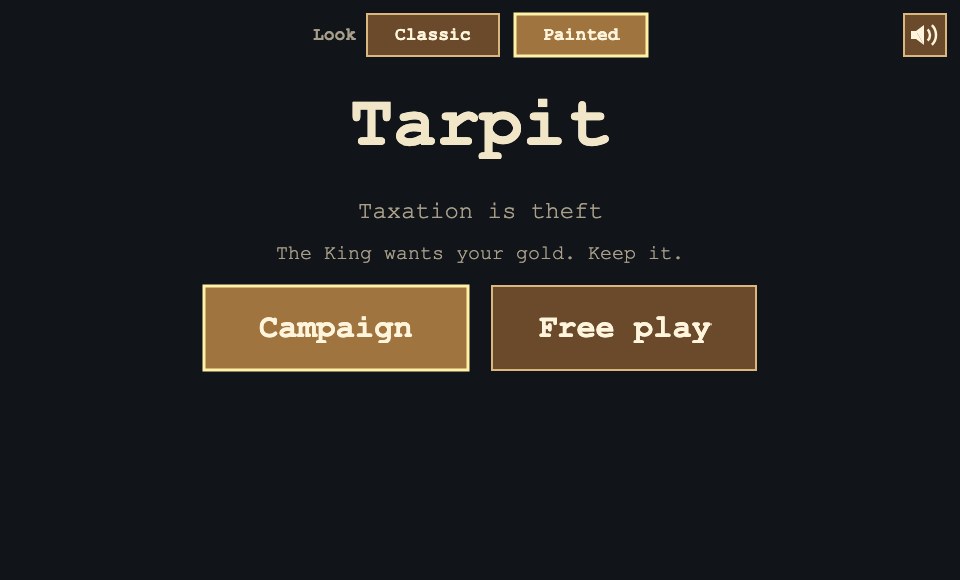 Look Classic Painted
Tarpit
Taxation is theft
The King wants your gold. Keep it.
Campaign Free play